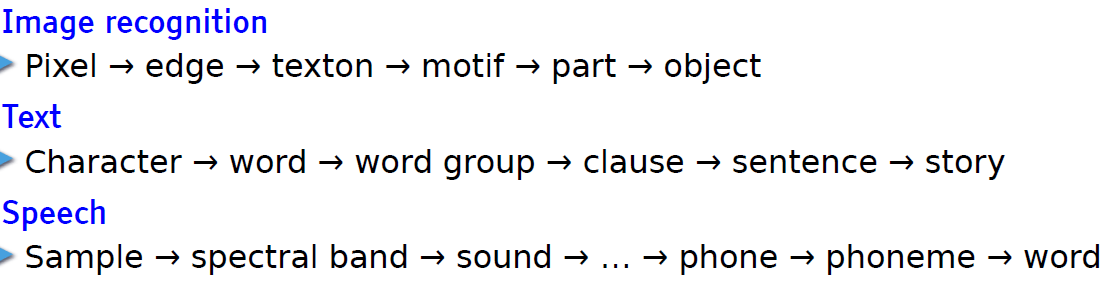 Image recognition
Pixel → edge → texton → motif → part → object
Text
Character → word → word group → clause → sentence → story
Speech
Sample → spectral band → sound → … → phone → phoneme → word